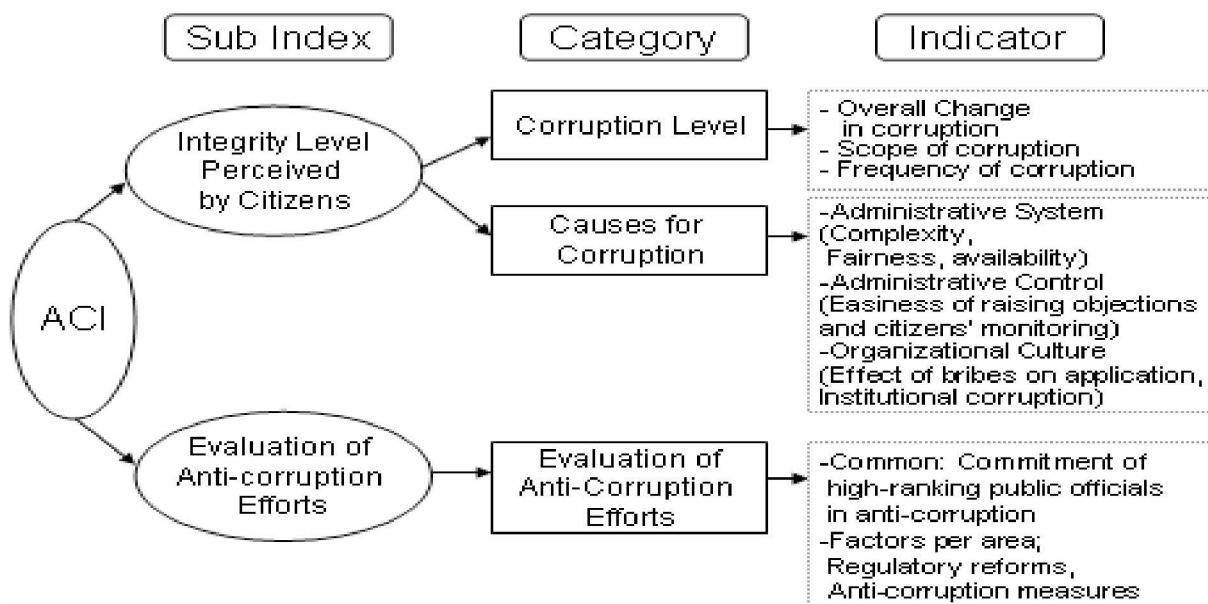 Sub Index
Category
Indicator
ACI
Integrity Level
Perceived
by Citizens
Corruption Level
- Overall Change
in corruption
- Scope of corruption
- Frequency of corruption
Causes for
Corruption
-Administrative System
(Complexity,
Fairness, availability)
-Administrative Control
(Easiness of raising objections
and citizens' monitoring)
-Organizational Culture
(Effect of bribes on application,
Institutional corruption)
Evaluation of
Anti-corruption
Efforts
Evaluation of
Anti-Corruption
Efforts
-Common: Commitment of
high-ranking public officials
in anti-corruption
-Factors per area;
Regulatory reforms,
Anti-corruption measures